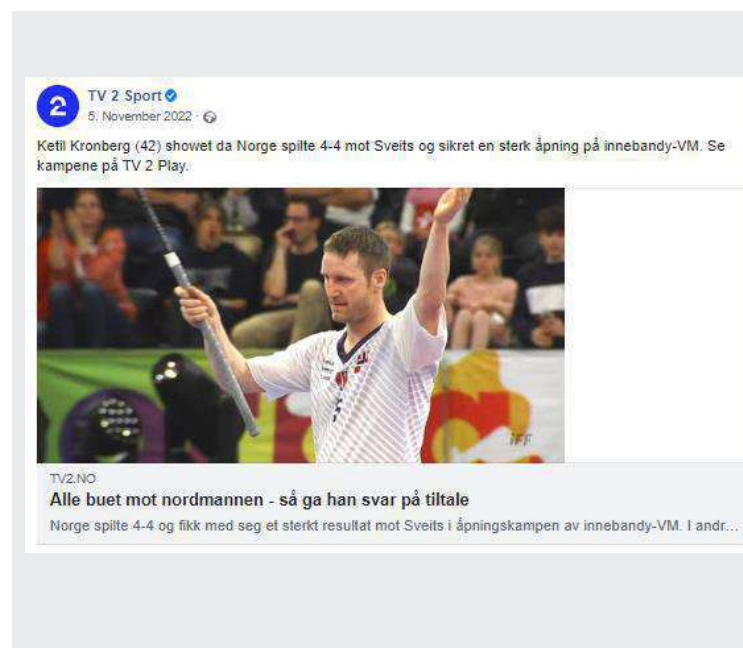 TV 2 Sport
5. November 2022 ·
Ketil Kronberg (42) showet da Norge spilte 4-4 mot Sveits og sikret en sterk åpning på innebandy-VM. Se
kampene på TV 2 Play.
iFF
TV2.NO
Alle buet mot nordmannen - så ga han svar på tiltale
Norge spilte 4-4 og fikk med seg et sterkt resultat mot Sveits i åpningskampen av innebandy-VM. I andr...